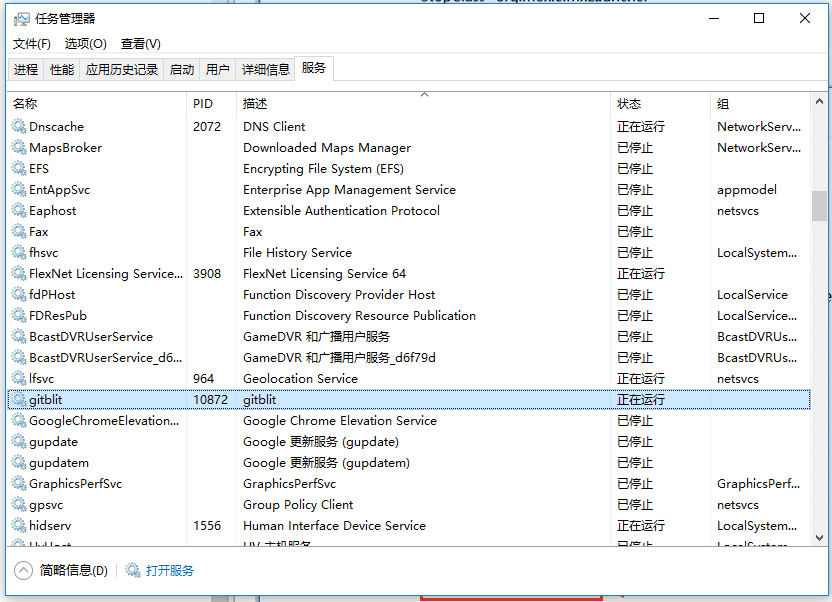 任务管理器
文件(F) 选项(O) 查看(V)
进程 性能 应用历史记录 启动 用户 详细信息 服务
名称 PID 描述 状态 组
Dnscache 2072 DNS Client 正在运行 NetworkServ...
MapsBroker Downloaded Maps Manager 已停止 NetworkServ...
EFS Encrypting File System (EFS) 已停止
EntAppSvc Enterprise App Management Service 已停止 appmodel
Eaphost Extensible Authentication Protocol 已停止 netsvcs
Fax Fax 已停止
fhsvc File History Service 已停止 LocalSystem...
FlexNet Licensing Service... 3908 FlexNet Licensing Service 64 正在运行
fdPHost Function Discovery Provider Host 已停止 LocalService
FDResPub Function Discovery Resource Publication 已停止 LocalService...
BcastDVRUserService GameDVR 和广播用户服务 已停止 BcastDVRUs...
BcastDVRUserService_d6... GameDVR 和广播用户服务_d6f79d 已停止 BcastDVRUs...
lfsvc 964 Geolocation Service 正在运行 netsvcs
gitblit 10872 gitblit 正在运行
GoogleChromeElevation... Google Chrome Elevation Service 已停止
gupdate Google 更新服务 (gupdate) 已停止
gupdatem Google 更新服务 (gupdatem) 已停止
GraphicsPerfSvc GraphicsPerfSvc 已停止 GraphicsPerf...
gpsvc Group Policy Client 已停止 netsvcs
hidserv 1556 Human Interface Device Service 正在运行 LocalSystem...
HvHost HV 主机服务 已停止 LocalSystem...
简略信息(D) 打开服务